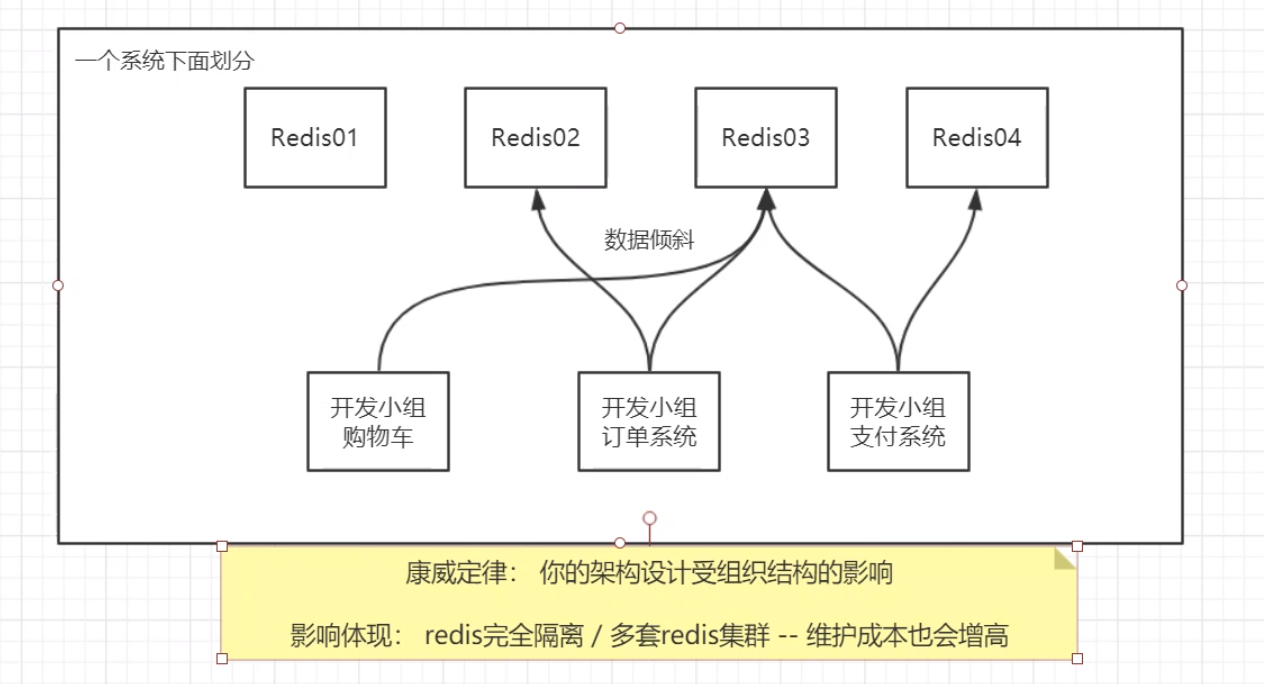 一个系统下面划分
Redis01
Redis02
Redis03
Redis04
数据倾斜
开发小组
购物车
开发小组
订单系统
开发小组
支付系统
康威定律： 你的架构设计受组织结构的影响
影响体现： redis完全隔离 / 多套redis集群 -- 维护成本也会增高